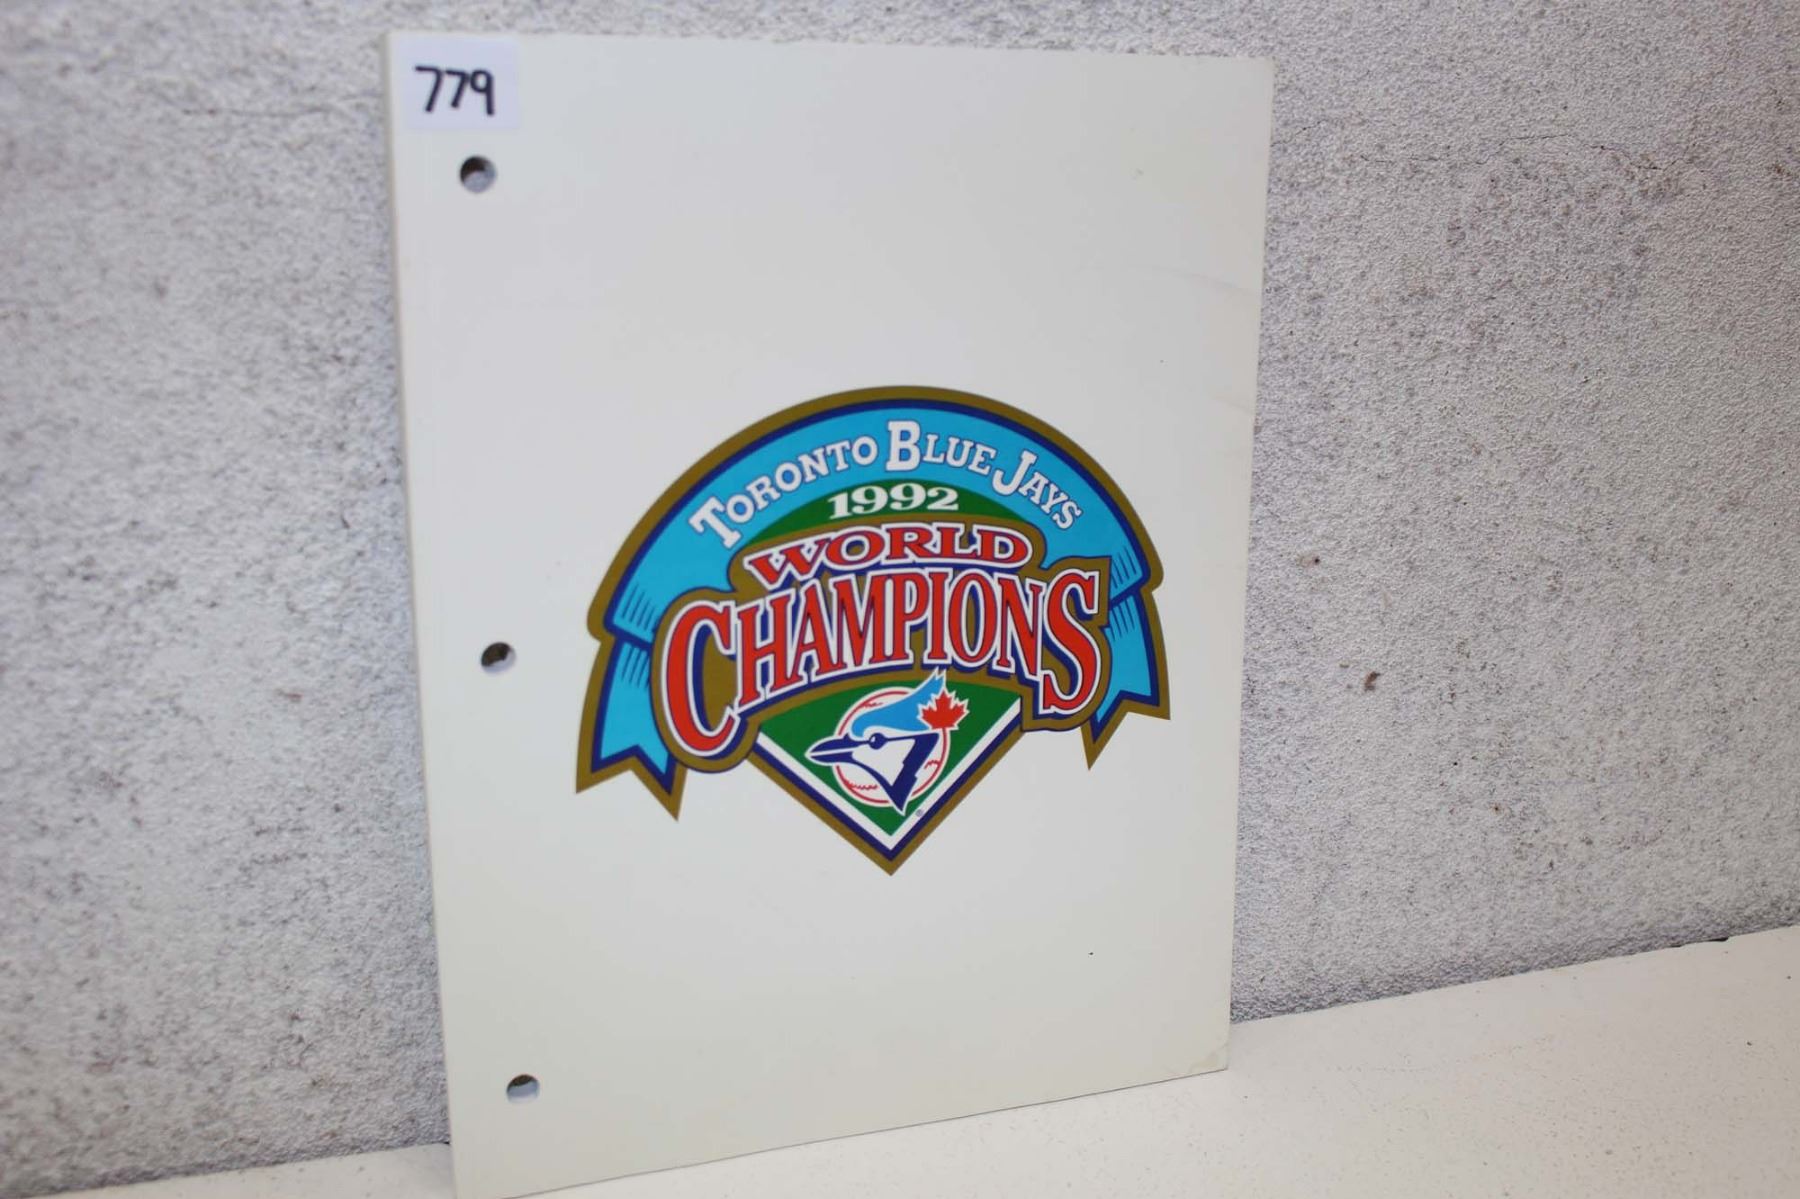 779
TORONTO BLUE JAYS
1992
WORLD
CHAMPIONS
®